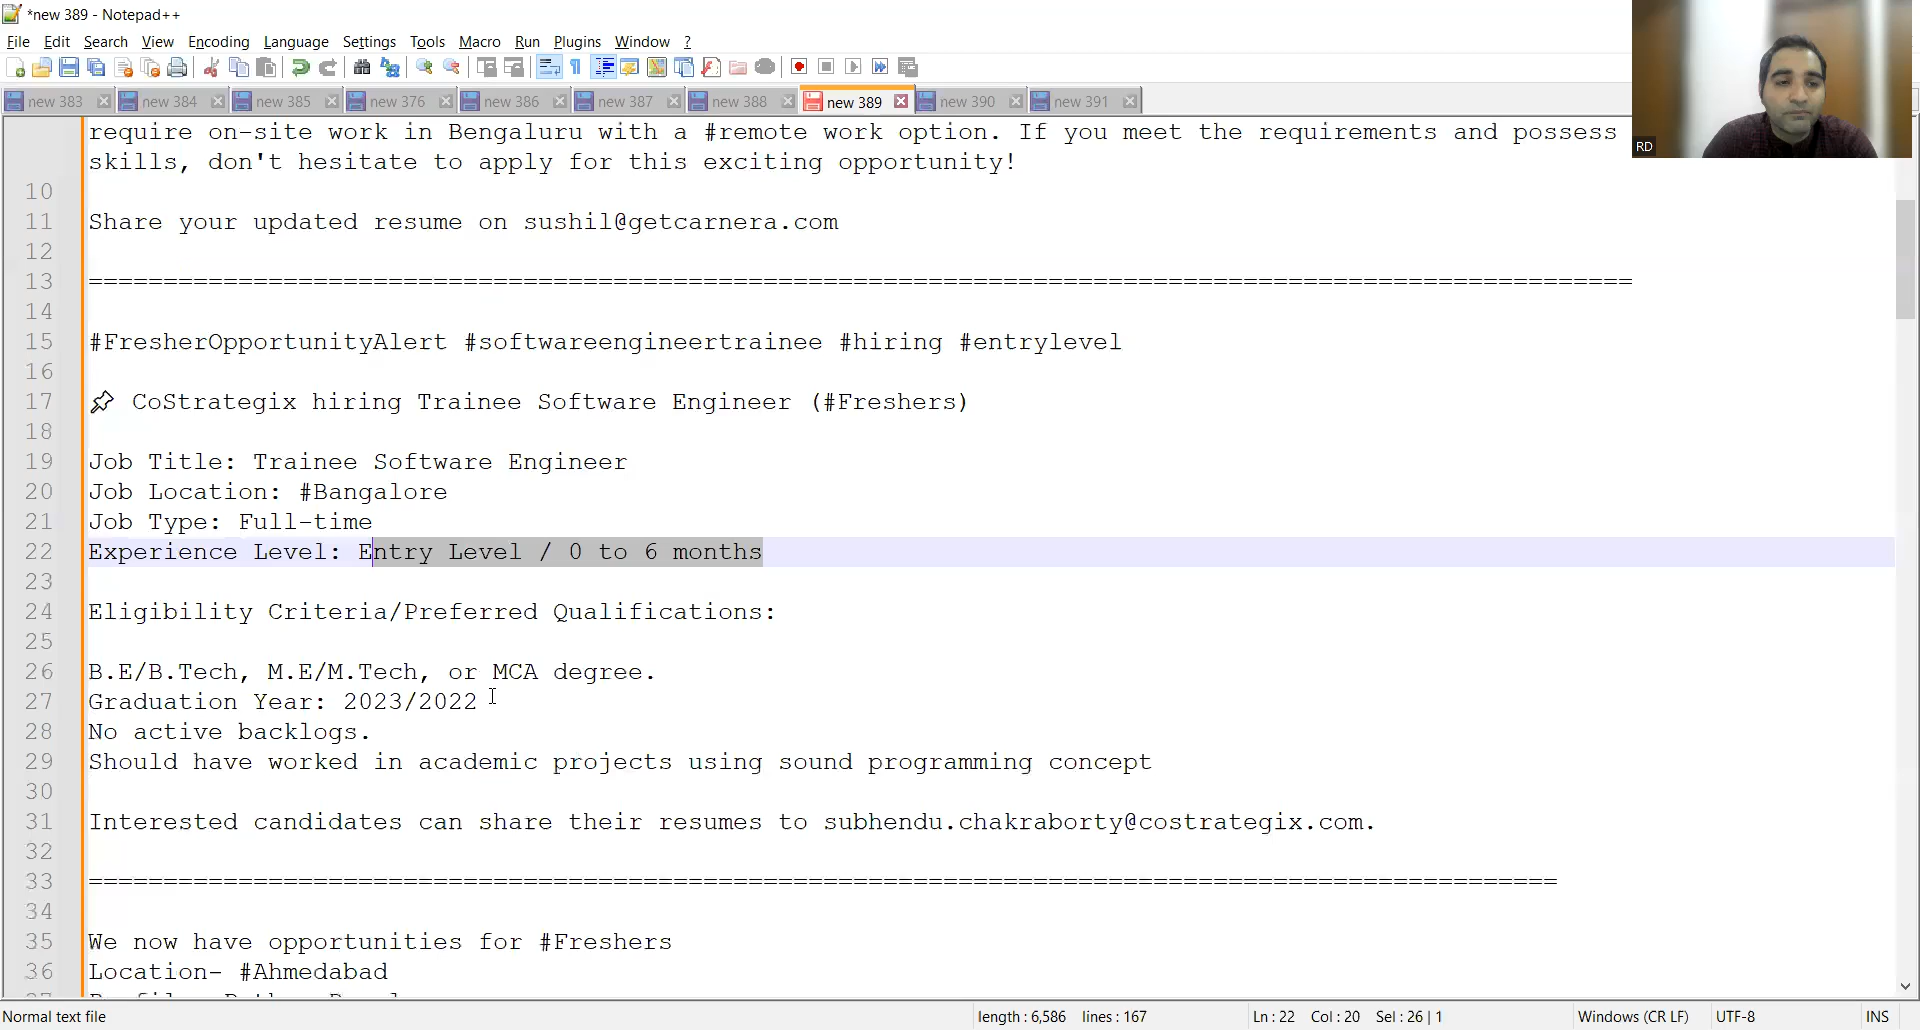 *new 389 - Notepad++
File Edit Search View Encoding Language Settings Tools Macro Run Plugins Window ?
new 383 new 384 new 385 new 376 new 386 new 387 new 388 new 389 new 390 new 391
RD
require on-site work in Bengaluru with a #remote work option. If you meet the requirements and possess
skills, don't hesitate to apply for this exciting opportunity!
10
11 Share your updated resume on sushil@getcarnera.com
12
13 =======================================================================================================
14
15 #FresherOpportunityAlert #softwareengineertrainee #hiring #entrylevel
16
17 📌 CoStrategix hiring Trainee Software Engineer (#Freshers)
18
19 Job Title: Trainee Software Engineer
20 Job Location: #Bangalore
21 Job Type: Full-time
22 Experience Level: Entry Level / 0 to 6 months
23
24 Eligibility Criteria/Preferred Qualifications:
25
26 B.E/B.Tech, M.E/M.Tech, or MCA degree.
27 Graduation Year: 2023/2022
28 No active backlogs.
29 Should have worked in academic projects using sound programming concept
30
31 Interested candidates can share their resumes to subhendu.chakraborty@costrategix.com.
32
33 ==================================================================================================
34
35 We now have opportunities for #Freshers
36 Location- #Ahmedabad
Normal text file length : 6,586 lines : 167 Ln : 22 Col : 20 Sel : 26 | 1 Windows (CR LF) UTF-8 INS